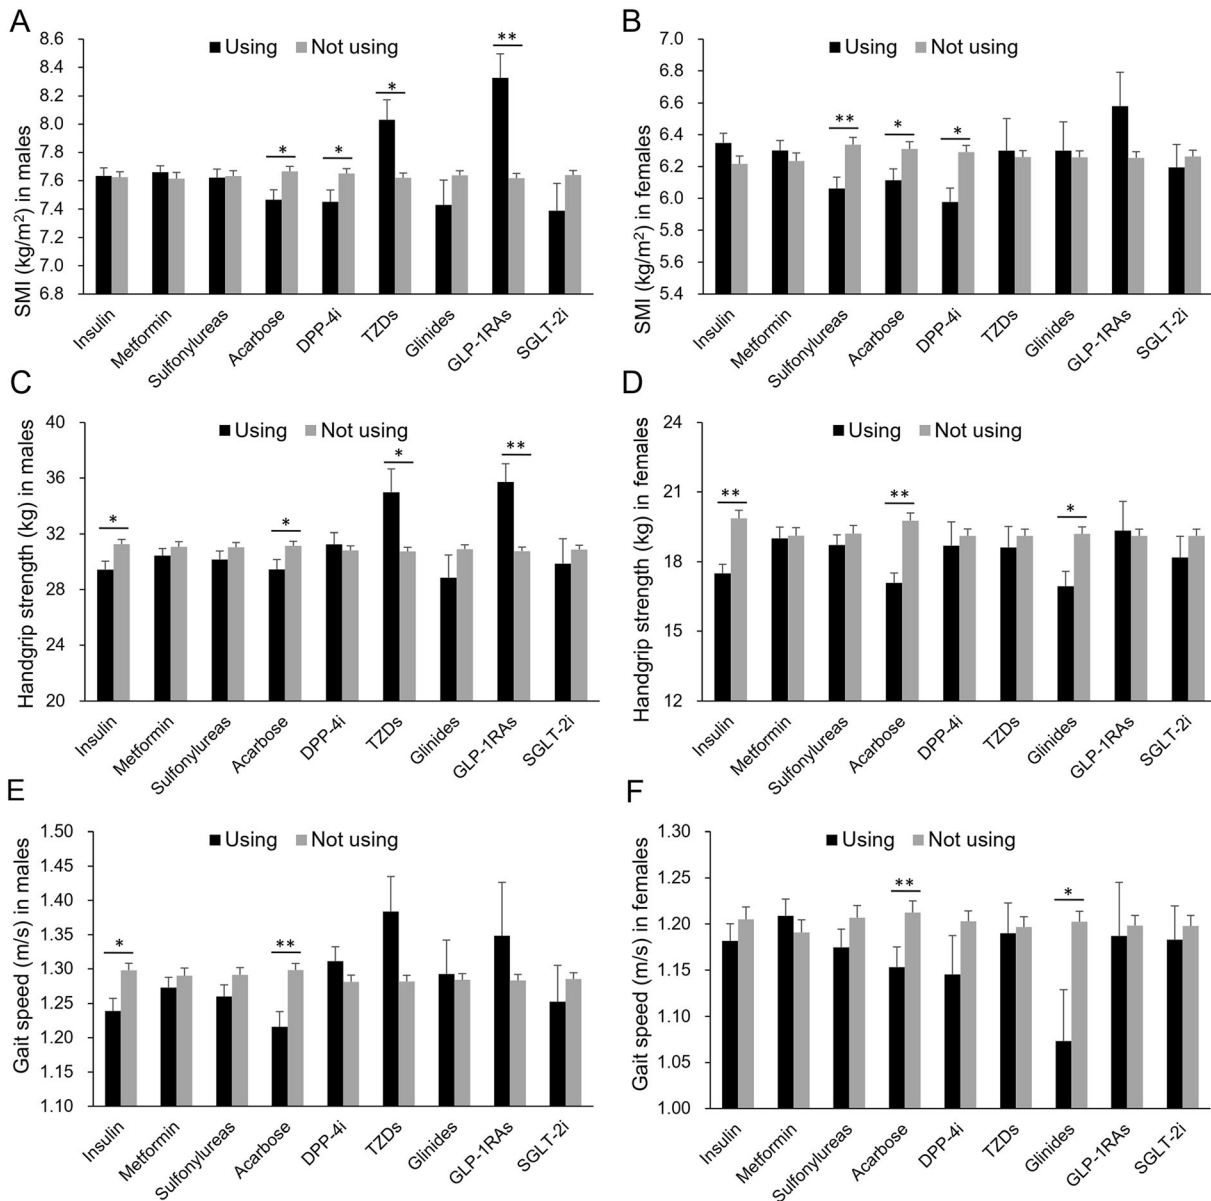 A
SMI (kg/m2) in males
8.6
8.4
8.2
8.0
7.8
7.6
7.4
7.2
7.0
6.8
Using Not using
* * * **
Insulin
Metformin
Sulfonylureas
Acarbose
DPP-4i
TZDs
Glinides
GLP-1RAs
SGLT-2i
B
SMI (kg/m2) in females
7.0
6.8
6.6
6.4
6.2
6.0
5.8
5.6
5.4
Using Not using
** * *
Insulin
Metformin
Sulfonylureas
Acarbose
DPP-4i
TZDs
Glinides
GLP-1RAs
SGLT-2i
C
Handgrip strength (kg) in males
40
36
32
28
24
20
Using Not using
* * * **
Insulin
Metformin
Sulfonylureas
Acarbose
DPP-4i
TZDs
Glinides
GLP-1RAs
SGLT-2i
D
Handgrip strength (kg) in females
24
21
18
15
12
Using Not using
** ** *
Insulin
Metformin
Sulfonylureas
Acarbose
DPP-4i
TZDs
Glinides
GLP-1RAs
SGLT-2i
E
Gait speed (m/s) in males
1.50
1.40
1.30
1.20
1.10
Using Not using
* **
Insulin
Metformin
Sulfonylureas
Acarbose
DPP-4i
TZDs
Glinides
GLP-1RAs
SGLT-2i
F
Gait speed (m/s) in females
1.30
1.25
1.20
1.15
1.10
1.05
1.00
Using Not using
** *
Insulin
Metformin
Sulfonylureas
Acarbose
DPP-4i
TZDs
Glinides
GLP-1RAs
SGLT-2i